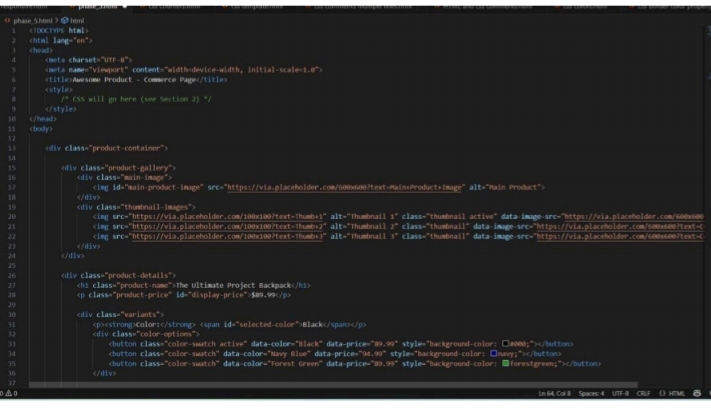 phase_5.html > html
1 <!DOCTYPE html>
2 <html lang="en">
3 <head>
4 <meta charset="UTF-8">
5 <meta name="viewport" content="width=device-width, initial-scale=1.0">
6 <title>Awesome Product - Commerce Page</title>
7 <style>
8 /* CSS will go here (see Section 2) */
9 </style>
10 </head>
11 <body>
12
13 <div class="product-container">
14
15 <div class="product-gallery">
16 <div class="main-image">
17 <img id="main-product-image" src="https://via.placeholder.com/600x600?text=Main+Product+Image" alt="Main Product">
18 </div>
19 <div class="thumbnail-images">
20 <img src="https://via.placeholder.com/100x100?text=Thumb+1" alt="Thumbnail 1" class="thumbnail active" data-image-src="https://via.placeholder.com/600x600
21 <img src="https://via.placeholder.com/100x100?text=Thumb+2" alt="Thumbnail 2" class="thumbnail" data-image-src="https://via.placeholder.com/600x600?text=C
22 <img src="https://via.placeholder.com/100x100?text=Thumb+3" alt="Thumbnail 3" class="thumbnail" data-image-src="https://via.placeholder.com/600x600?text=C
23 </div>
24 </div>
25
26 <div class="product-details">
27 <h1 class="product-name">The Ultimate Project Backpack</h1>
28 <p class="product-price" id="display-price">$89.99</p>
29
30 <div class="variants">
31 <p><strong>Color:</strong> <span id="selected-color">Black</span></p>
32 <div class="color-options">
33 <button class="color-swatch active" data-color="Black" data-price="89.99" style="background-color: #000;"></button>
34 <button class="color-swatch" data-color="Navy Blue" data-price="94.99" style="background-color: navy;"></button>
35 <button class="color-swatch" data-color="Forest Green" data-price="89.99" style="background-color: forestgreen;"></button>
36 </div>
37
0 0 Ln 64, Col 8 Spaces: 4 UTF-8 CRLF {} HTML